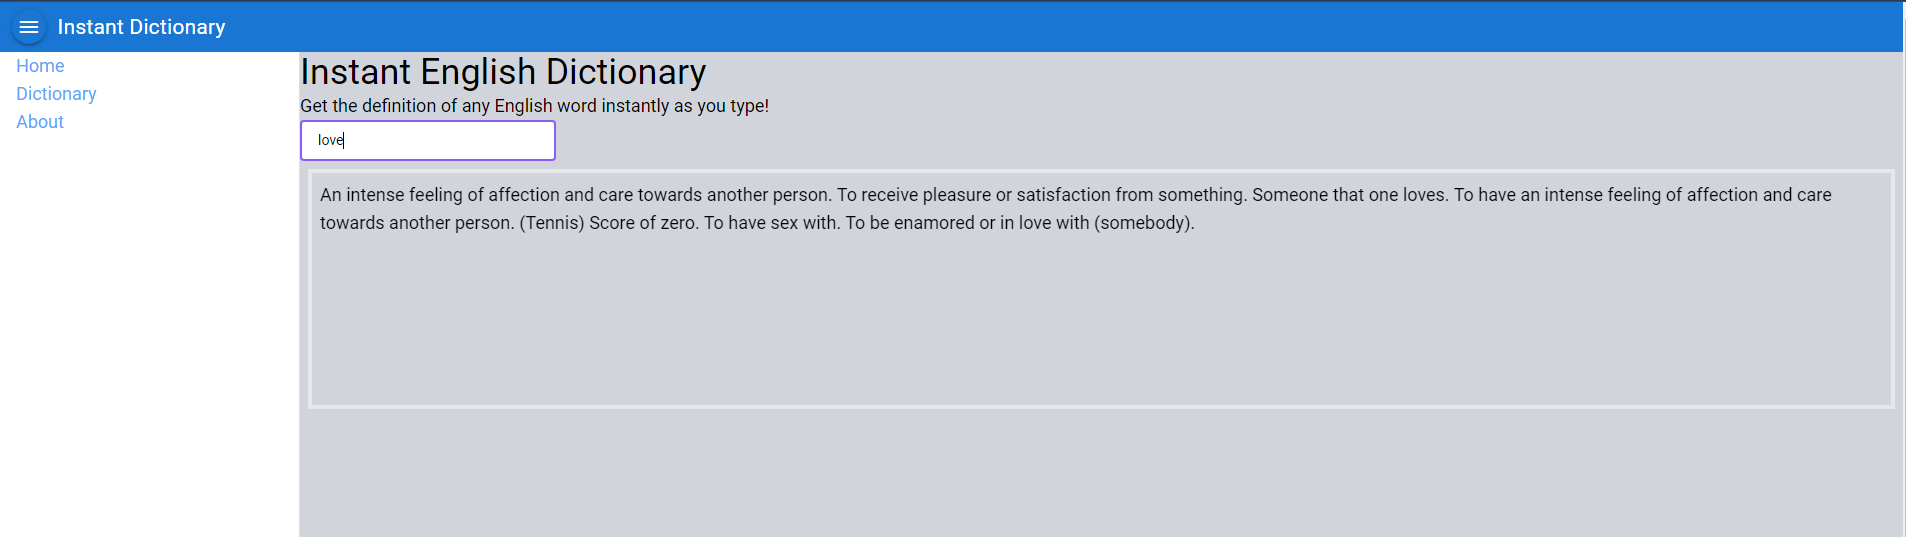 Instant Dictionary
Home
Dictionary
About
Instant English Dictionary
Get the definition of any English word instantly as you type!
love
An intense feeling of affection and care towards another person. To receive pleasure or satisfaction from something. Someone that one loves. To have an intense feeling of affection and care
towards another person. (Tennis) Score of zero. To have sex with. To be enamored or in love with (somebody).